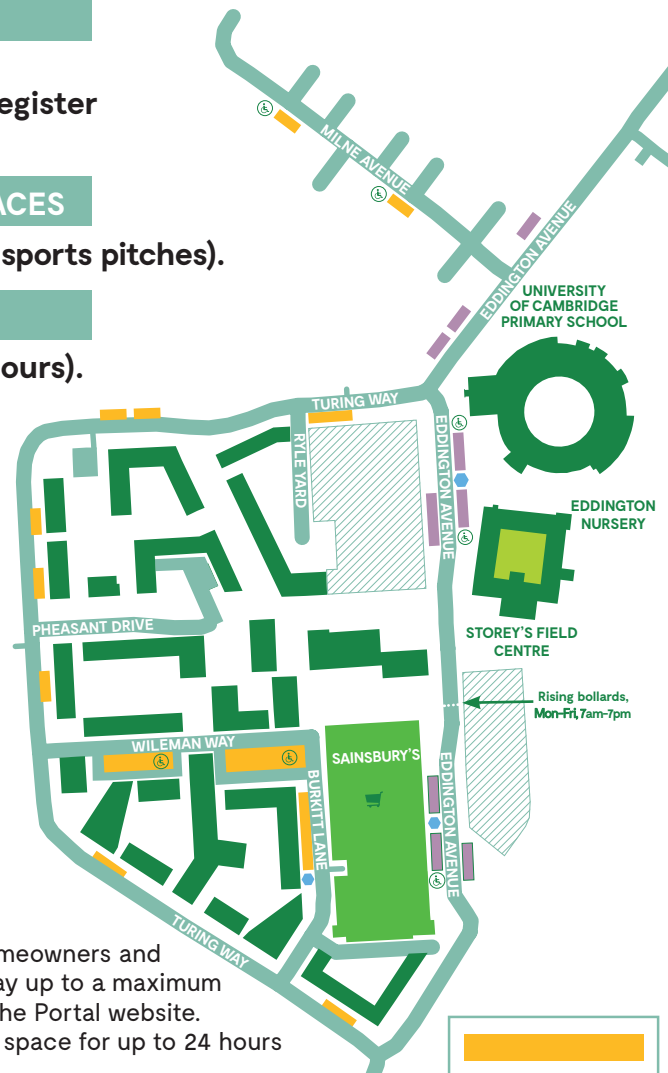 egister
ACES
sports pitches).
ours).
MILNE AVENUE
EDDINGTON AVENUE
UNIVERSITY
OF CAMBRIDGE
PRIMARY SCHOOL
TURING WAY
RYLE YARD
EDDINGTON AVENUE
EDDINGTON
NURSERY
PHEASANT DRIVE
STOREY'S FIELD
CENTRE
Rising bollards,
Mon-Fri, 7am-7pm
WILEMAN WAY
SAINSBURY'S
BURKITT LANE
EDDINGTON AVENUE
TURING WAY
meowners and
ay up to a maximum
he Portal website.
space for up to 24 hours